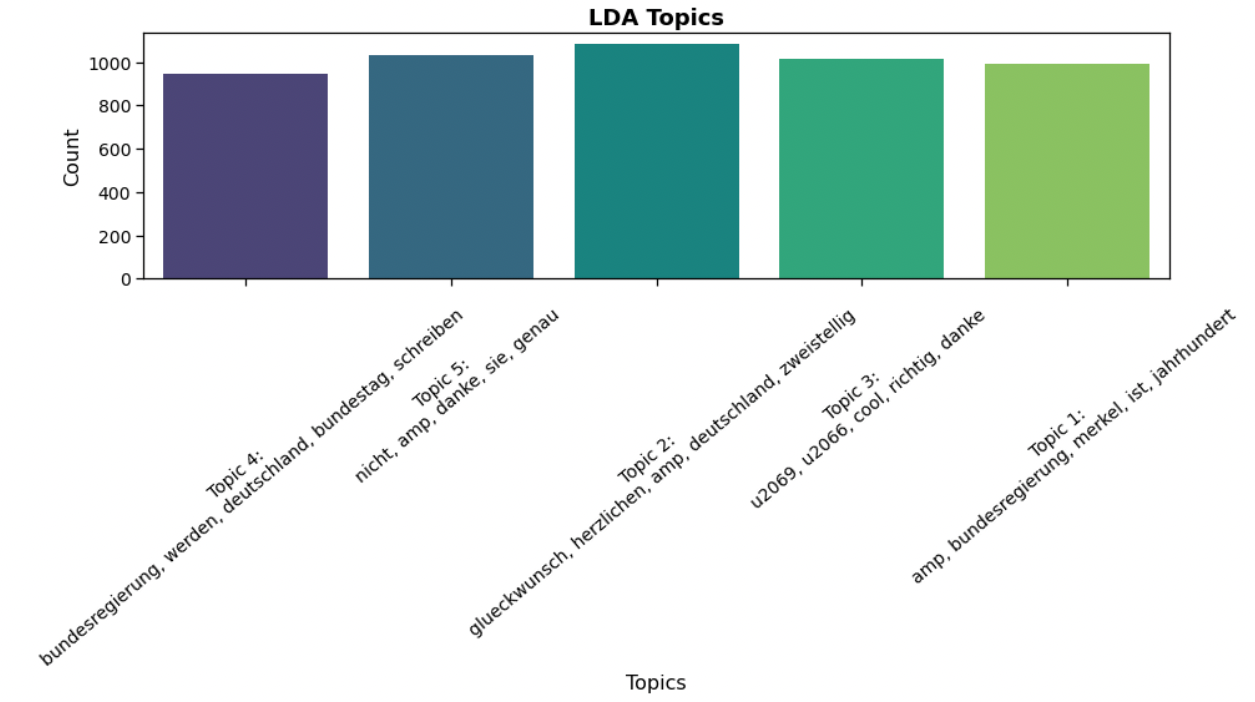 LDA Topics
Count
1000
800
600
400
200
0
Topic 4:
bundesregierung, werden, deutschland, bundestag, schreiben
Topic 5:
nicht, amp, danke, sie, genau
Topic 2:
glueckwunsch, herzlichen, amp, deutschland, zweistellig
Topic 3:
u2069, u2066, cool, richtig, danke
Topic 1:
amp, bundesregierung, merkel, ist, jahrhundert
Topics